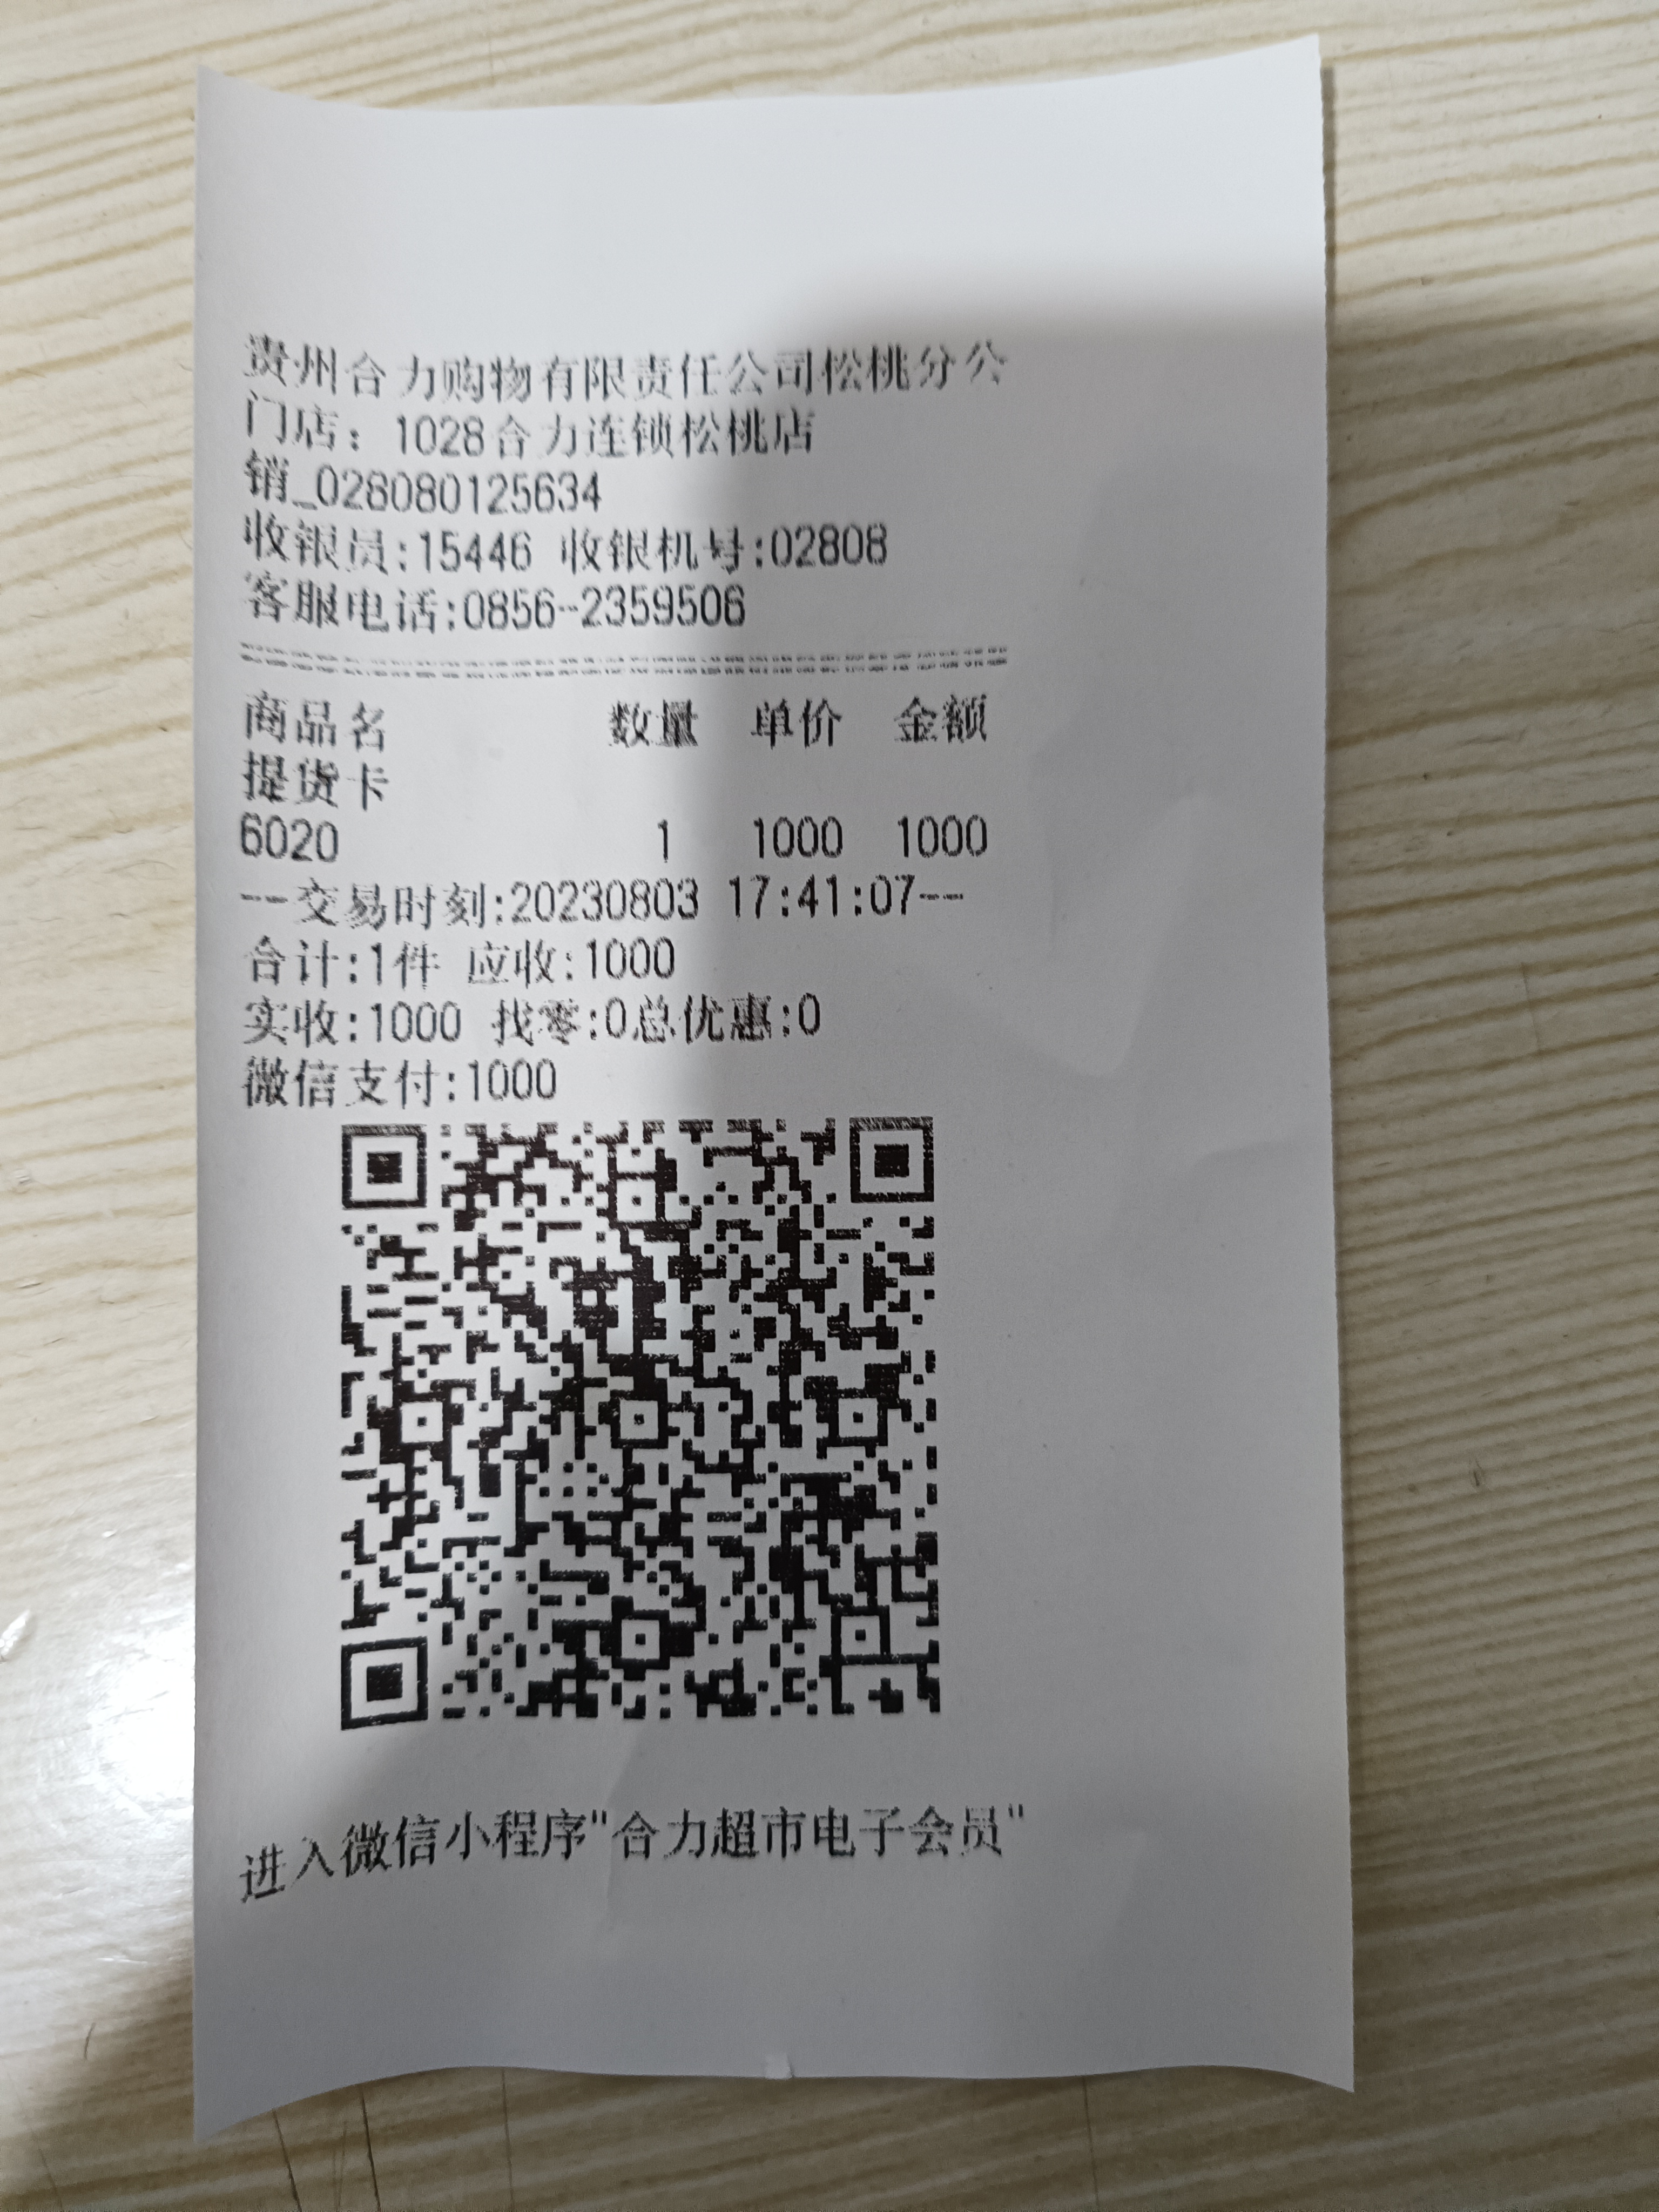 贵州合力购物有限责任公司松桃分公
门店：1028合力连锁松桃店
销_028080125634
收银员:15446 收银机号:02808
客服电话:0856-2359506
商品名 数量 单价 金额
提货卡
6020 1 1000 1000
--交易时刻:20230803 17:41:07--
合计:1件 应收:1000
实收:1000 找零:0总优惠:0
微信支付:1000
进入微信小程序"合力超市电子会员"